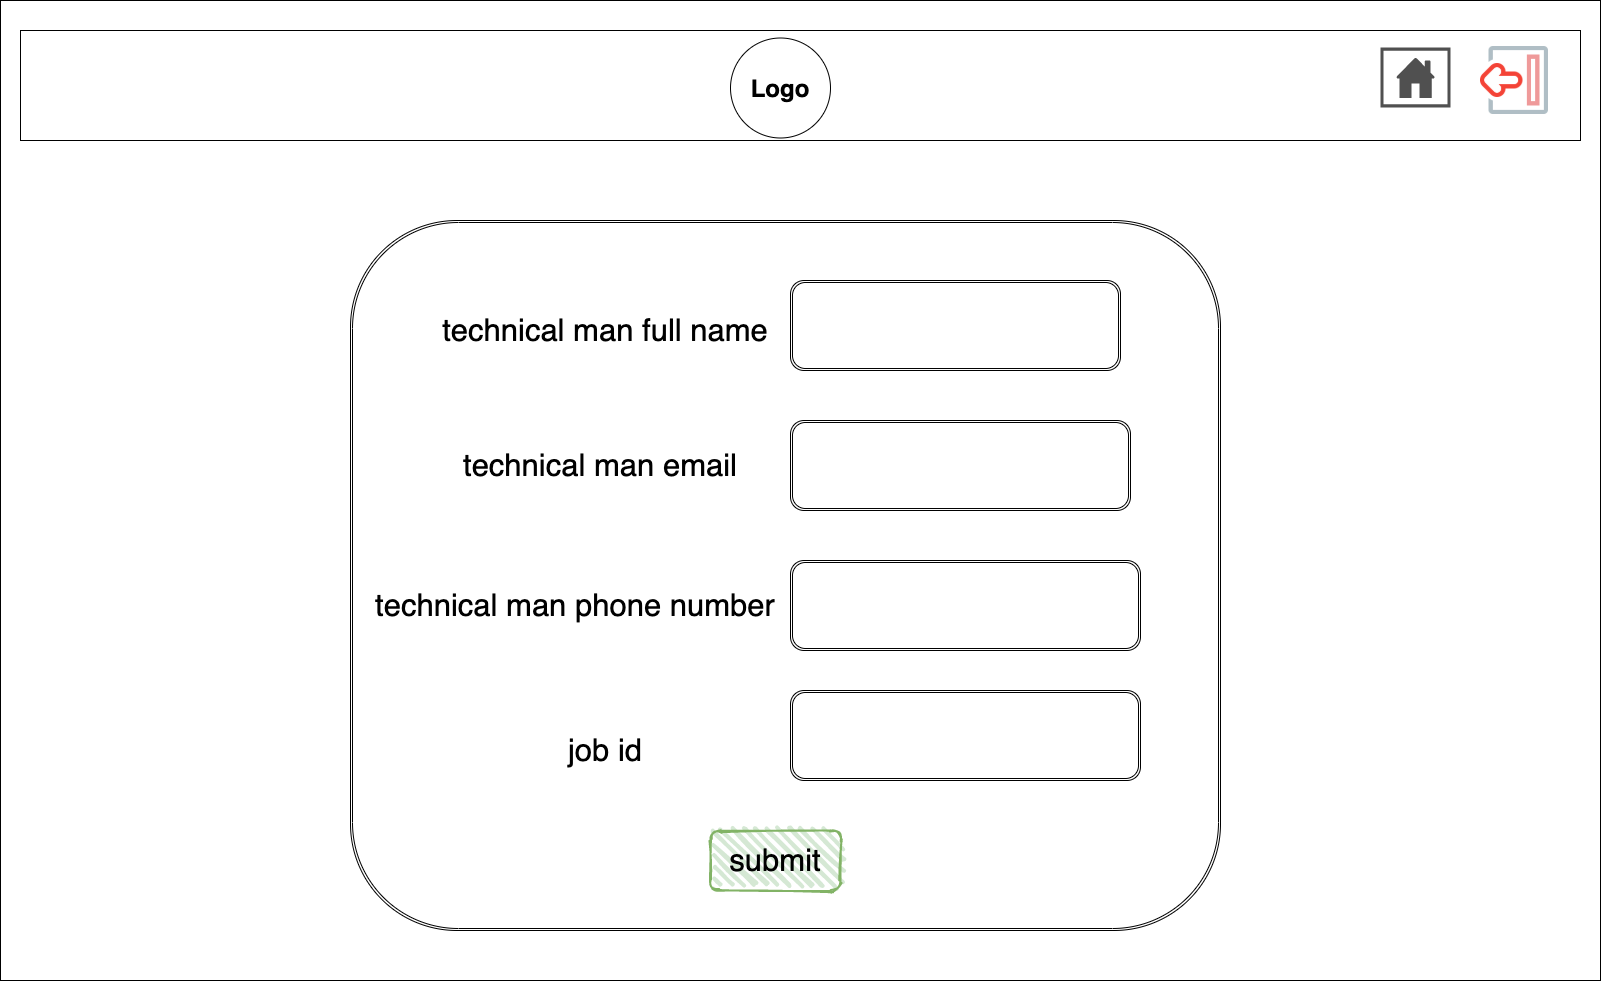 Logo
technical man full name
technical man email
technical man phone number
job id
submit